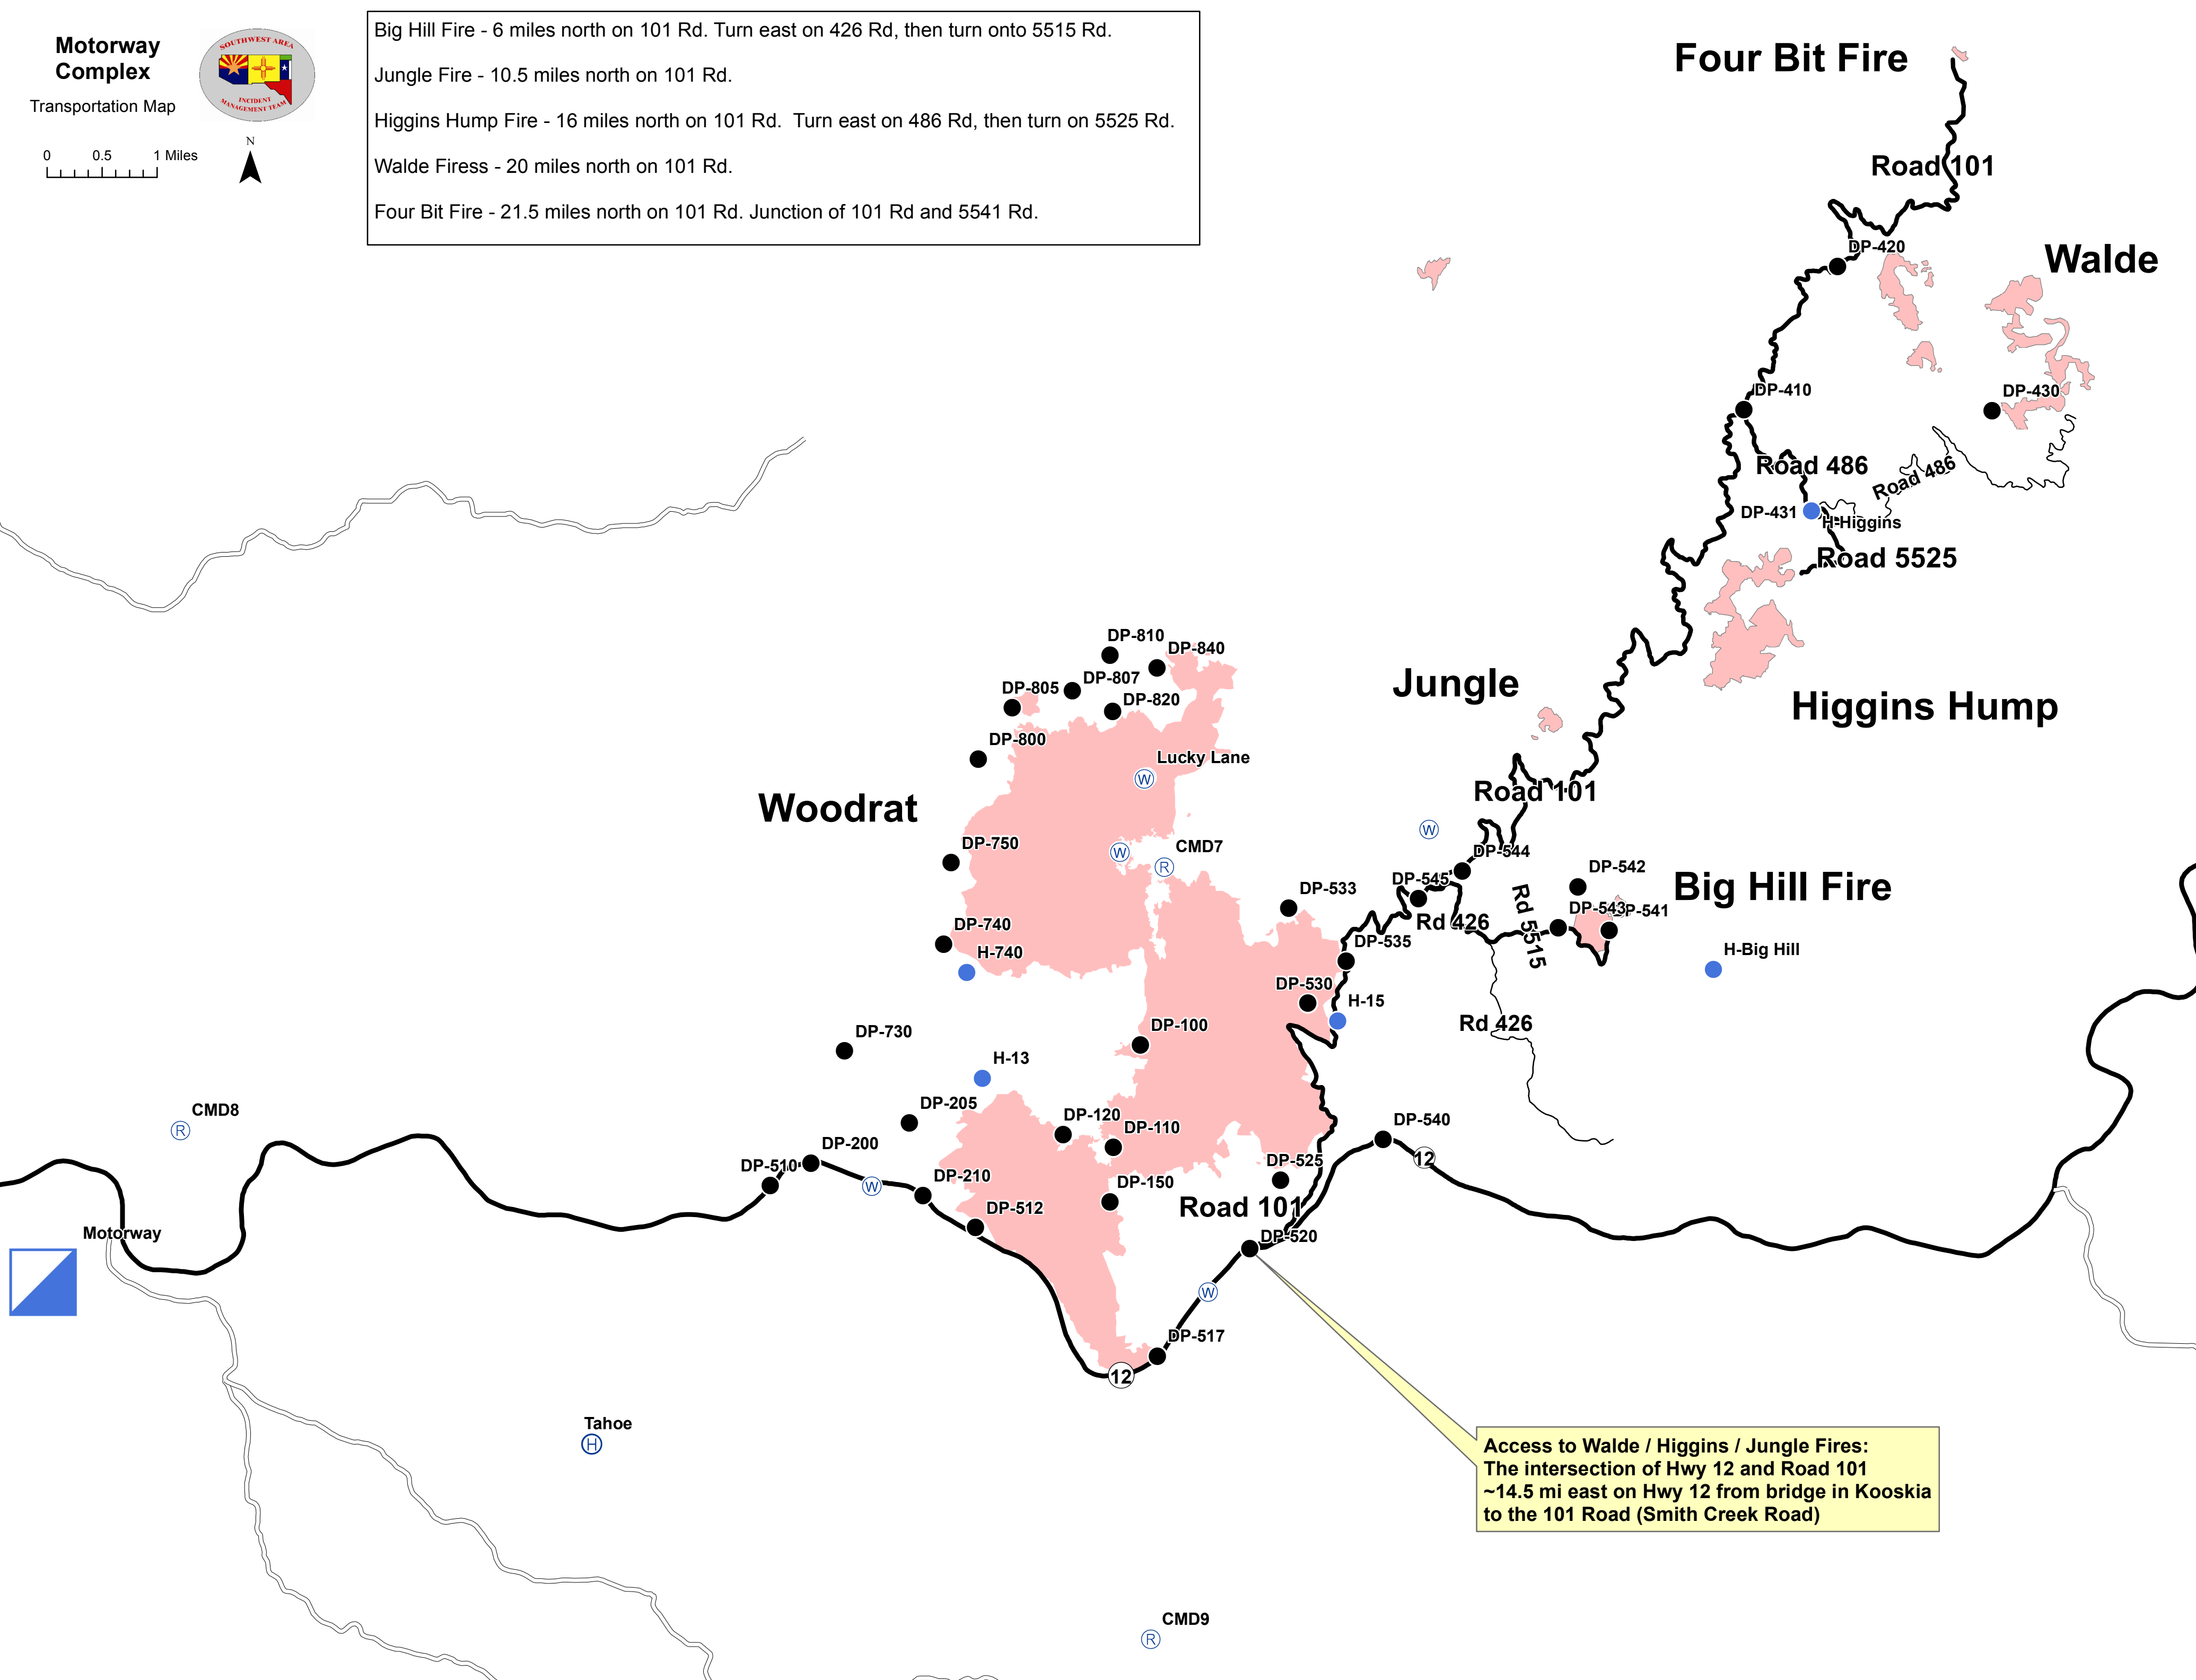 Motorway
Complex
Transportation Map
SOUTHWEST AREA
INCIDENT
MANAGEMENT TEAM
0 0.5 1 Miles
N
Big Hill Fire - 6 miles north on 101 Rd. Turn east on 426 Rd, then turn onto 5515 Rd.
Jungle Fire - 10.5 miles north on 101 Rd.
Higgins Hump Fire - 16 miles north on 101 Rd. Turn east on 486 Rd, then turn on 5525 Rd.
Walde Firess - 20 miles north on 101 Rd.
Four Bit Fire - 21.5 miles north on 101 Rd. Junction of 101 Rd and 5541 Rd.
Four Bit Fire
Road 101
DP-420
Walde
DP-410
DP-430
Road 486
Road 486
DP-431
H-Higgins
Road 5525
DP-810
DP-840
DP-807
DP-805
DP-820
Jungle
Higgins Hump
DP-800
Lucky Lane
W
Road 101
Woodrat
W
DP-750
W
CMD7
R
DP-544
DP-545
DP-542
Big Hill Fire
DP-533
Rd 5515
DP-543
DP-541
Rd 426
DP-740
DP-535
H-740
H-Big Hill
DP-530
H-15
Rd 426
DP-100
DP-730
H-13
CMD8
R
DP-205
DP-120
DP-110
DP-540
12
DP-200
DP-510
DP-525
W
DP-210
DP-150
DP-512
Road 101
Motorway
DP-520
W
DP-517
12
Tahoe
H
Access to Walde / Higgins / Jungle Fires:
The intersection of Hwy 12 and Road 101
~14.5 mi east on Hwy 12 from bridge in Kooskia
to the 101 Road (Smith Creek Road)
CMD9
R